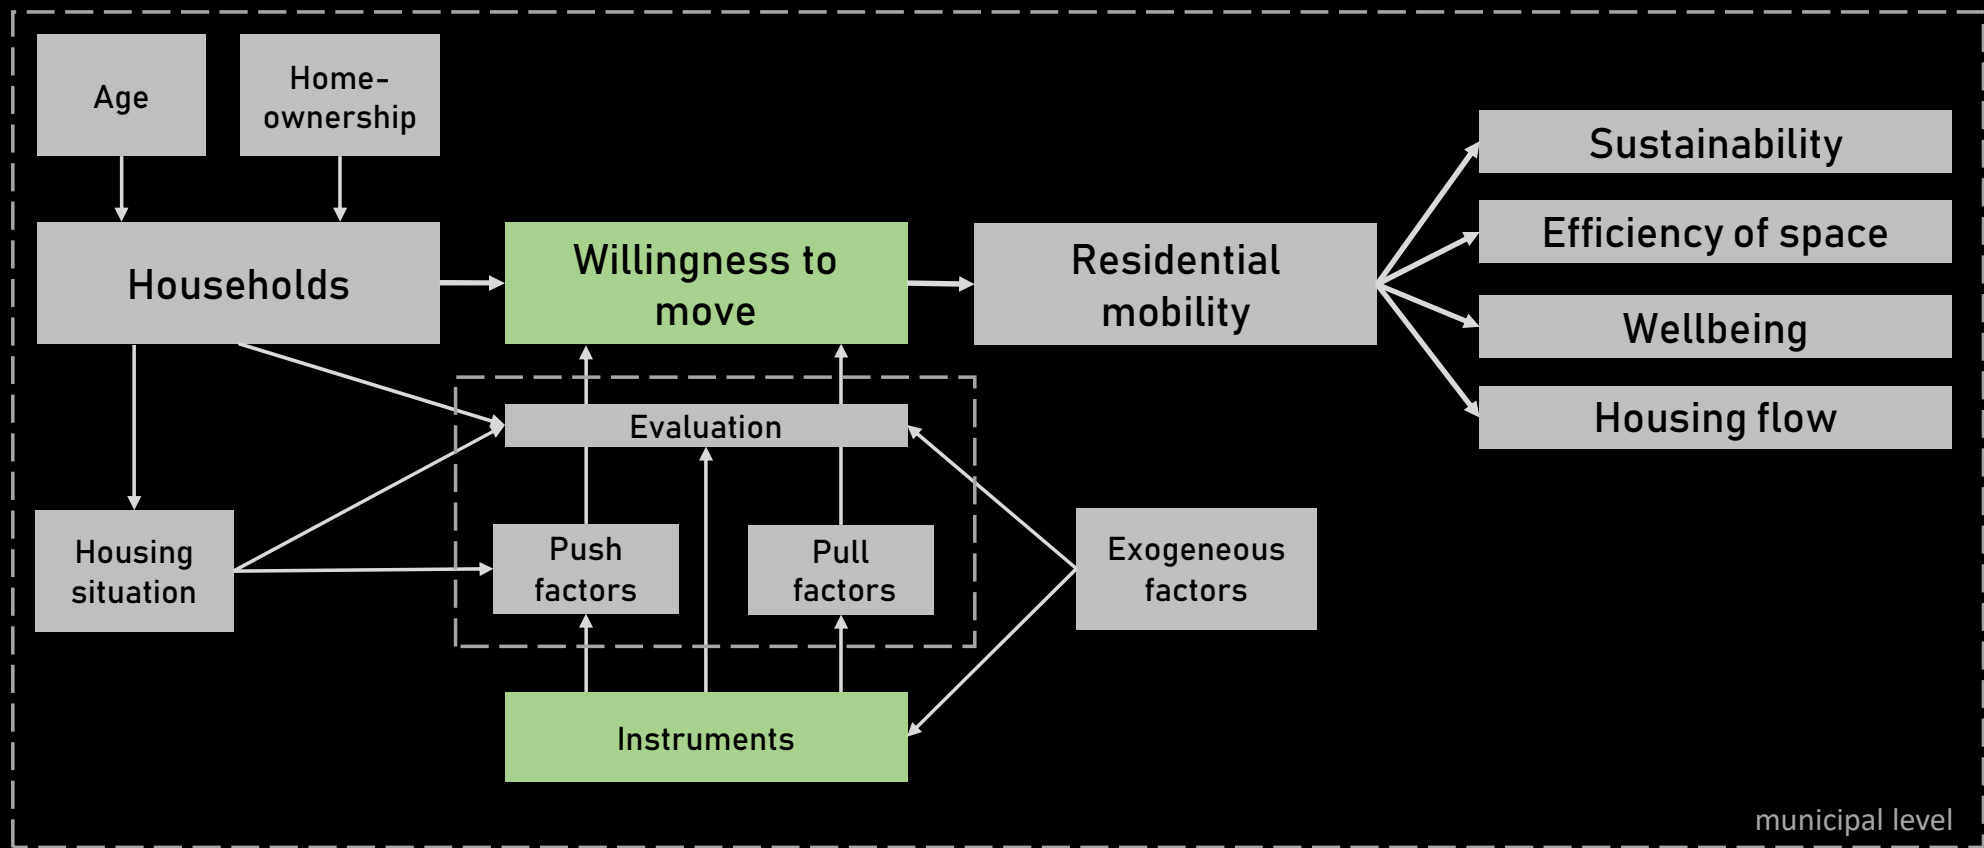 Age
Home-
ownership
Households
Willingness to
move
Residential
mobility
Sustainability
Efficiency of space
Wellbeing
Housing flow
Evaluation
Housing
situation
Push
factors
Pull
factors
Exogeneous
factors
Instruments
municipal level